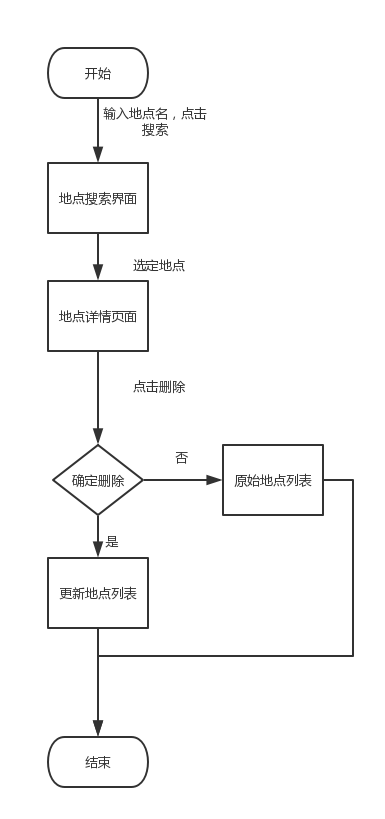 开始
输入地点名，点击
搜索
地点搜索界面
选定地点
地点详情页面
点击删除
否
确定删除
原始地点列表
是
更新地点列表
结束